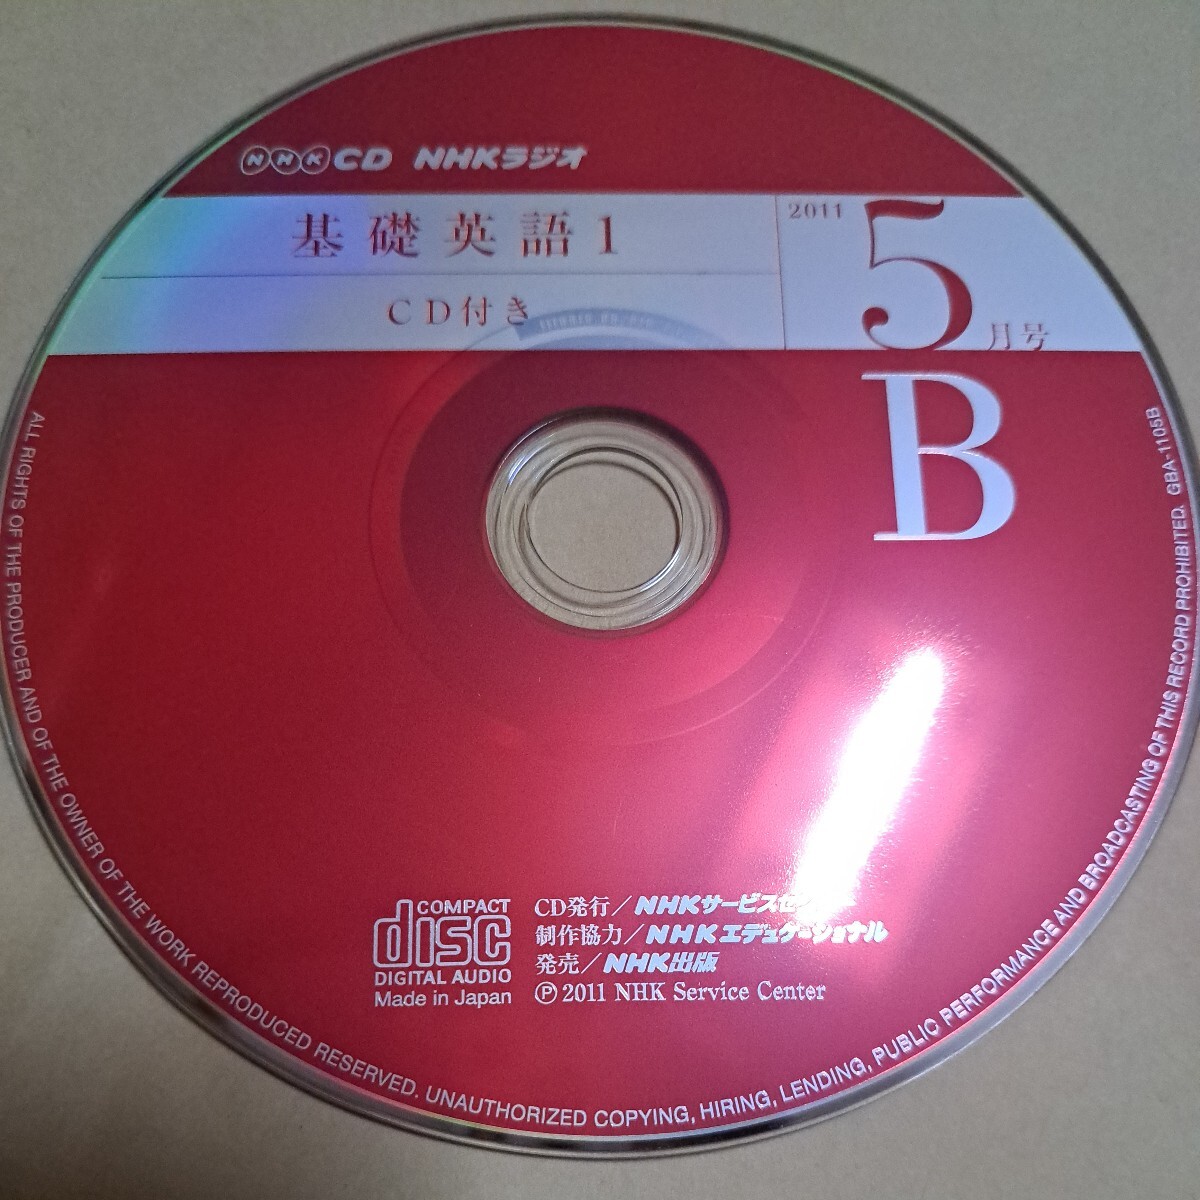 NHK CD NHKラジオ
基礎英語1
CD付き
2011
5
月号
B
COMPACT
disc
DIGITAL AUDIO
Made in Japan
CD発行/NHKサービスセ
制作協力/NHKエデュケーショナル
発売/NHK出版
Ⓟ 2011 NHK Service Center
ALL RIGHTS OF THE PRODUCER AND OF THE OWNER OF THE WORK REPRODUCED RESERVED. UNAUTHORIZED COPYING, HIRING, LENDING, PUBLIC PERFORMANCE AND BROADCASTING OF THIS RECORD PROHIBITED. GBA-1105B